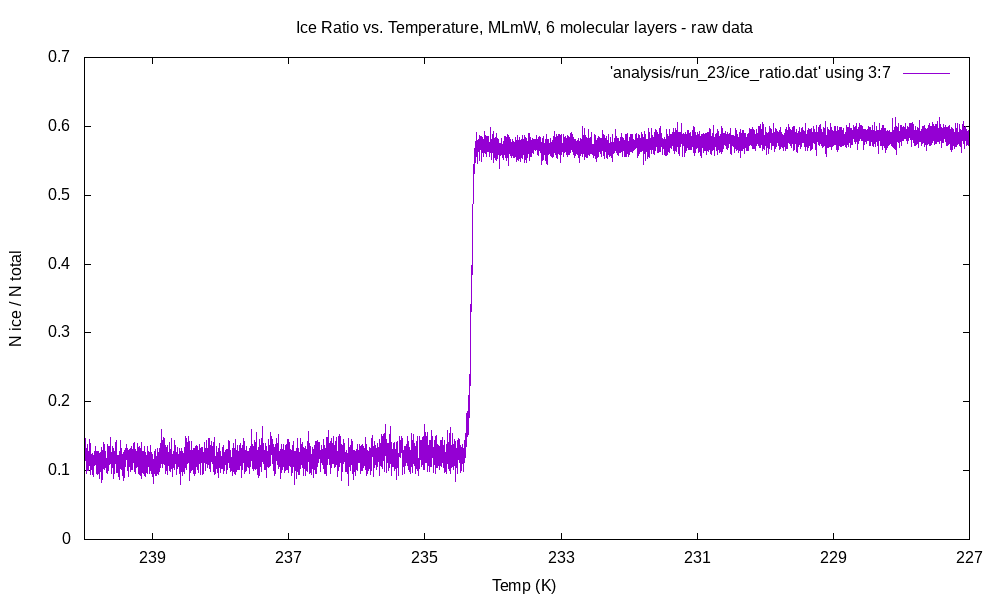 Ice Ratio vs. Temperature, MLmW, 6 molecular layers - raw data
'analysis/run_23/ice_ratio.dat' using 3:7
N ice / N total
0.7
0.6
0.5
0.4
0.3
0.2
0.1
0
239 237 235 233 231 229 227
Temp (K)